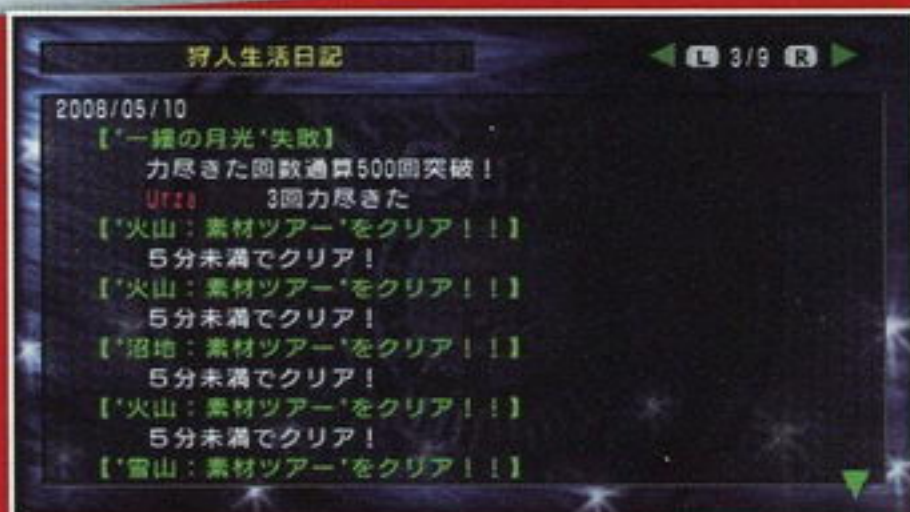 狩人生活日記
L 3/9 R
2008/05/10
【"一縷の月光"失敗】
力尽きた回数通算500回突破！
Urza 3回力尽きた
【"火山：素材ツアー"をクリア！！】
５分未満でクリア！
【"火山：素材ツアー"をクリア！！】
５分未満でクリア！
【"沼地：素材ツアー"をクリア！！】
５分未満でクリア！
【"火山：素材ツアー"をクリア！！】
５分未満でクリア！
【"雪山：素材ツアー"をクリア！！】